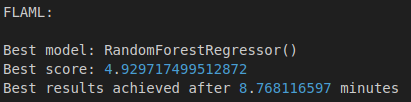 FLAML:
Best model: RandomForestRegressor()
Best score: 4.929717499512872
Best results achieved after 8.768116597 minutes